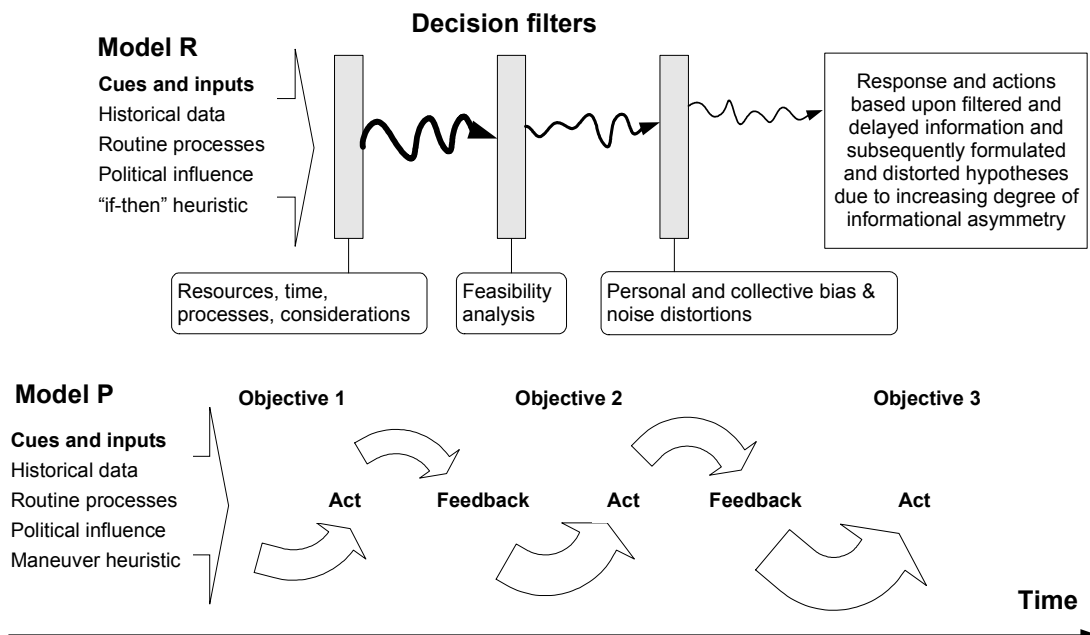 Decision filters
Model R
Cues and inputs
Historical data
Routine processes
Political influence
“if-then” heuristic
Response and actions
based upon filtered and
delayed information and
subsequently formulated
and distorted hypotheses
due to increasing degree of
informational asymmetry
Resources, time,
processes, considerations
Feasibility
analysis
Personal and collective bias &
noise distortions
Model P
Cues and inputs
Historical data
Routine processes
Political influence
Maneuver heuristic
Objective 1
Objective 2
Objective 3
Act
Feedback
Act
Feedback
Act
Time